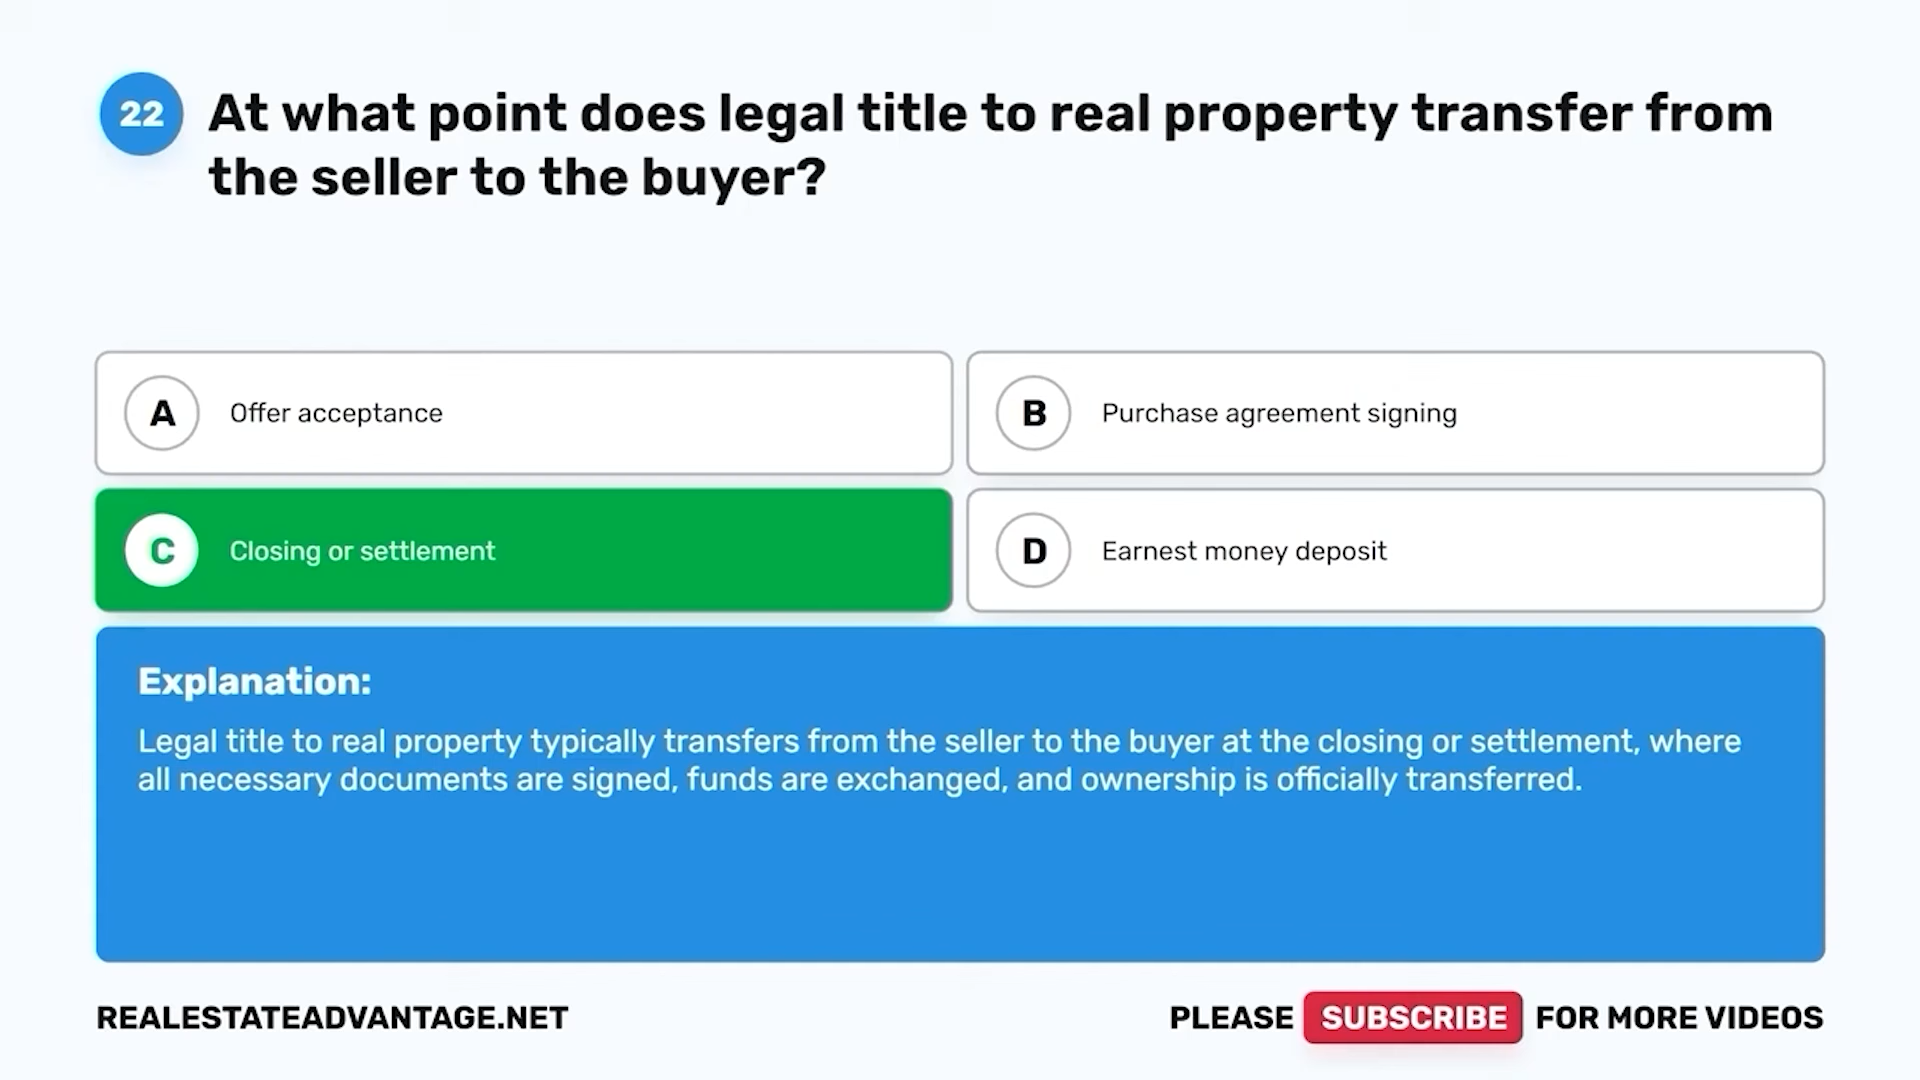 22
At what point does legal title to real property transfer from
the seller to the buyer?
A Offer acceptance
B Purchase agreement signing
C Closing or settlement
D Earnest money deposit
Explanation:
Legal title to real property typically transfers from the seller to the buyer at the closing or settlement, where
all necessary documents are signed, funds are exchanged, and ownership is officially transferred.
REALESTATEADVANTAGE.NET
PLEASE SUBSCRIBE FOR MORE VIDEOS